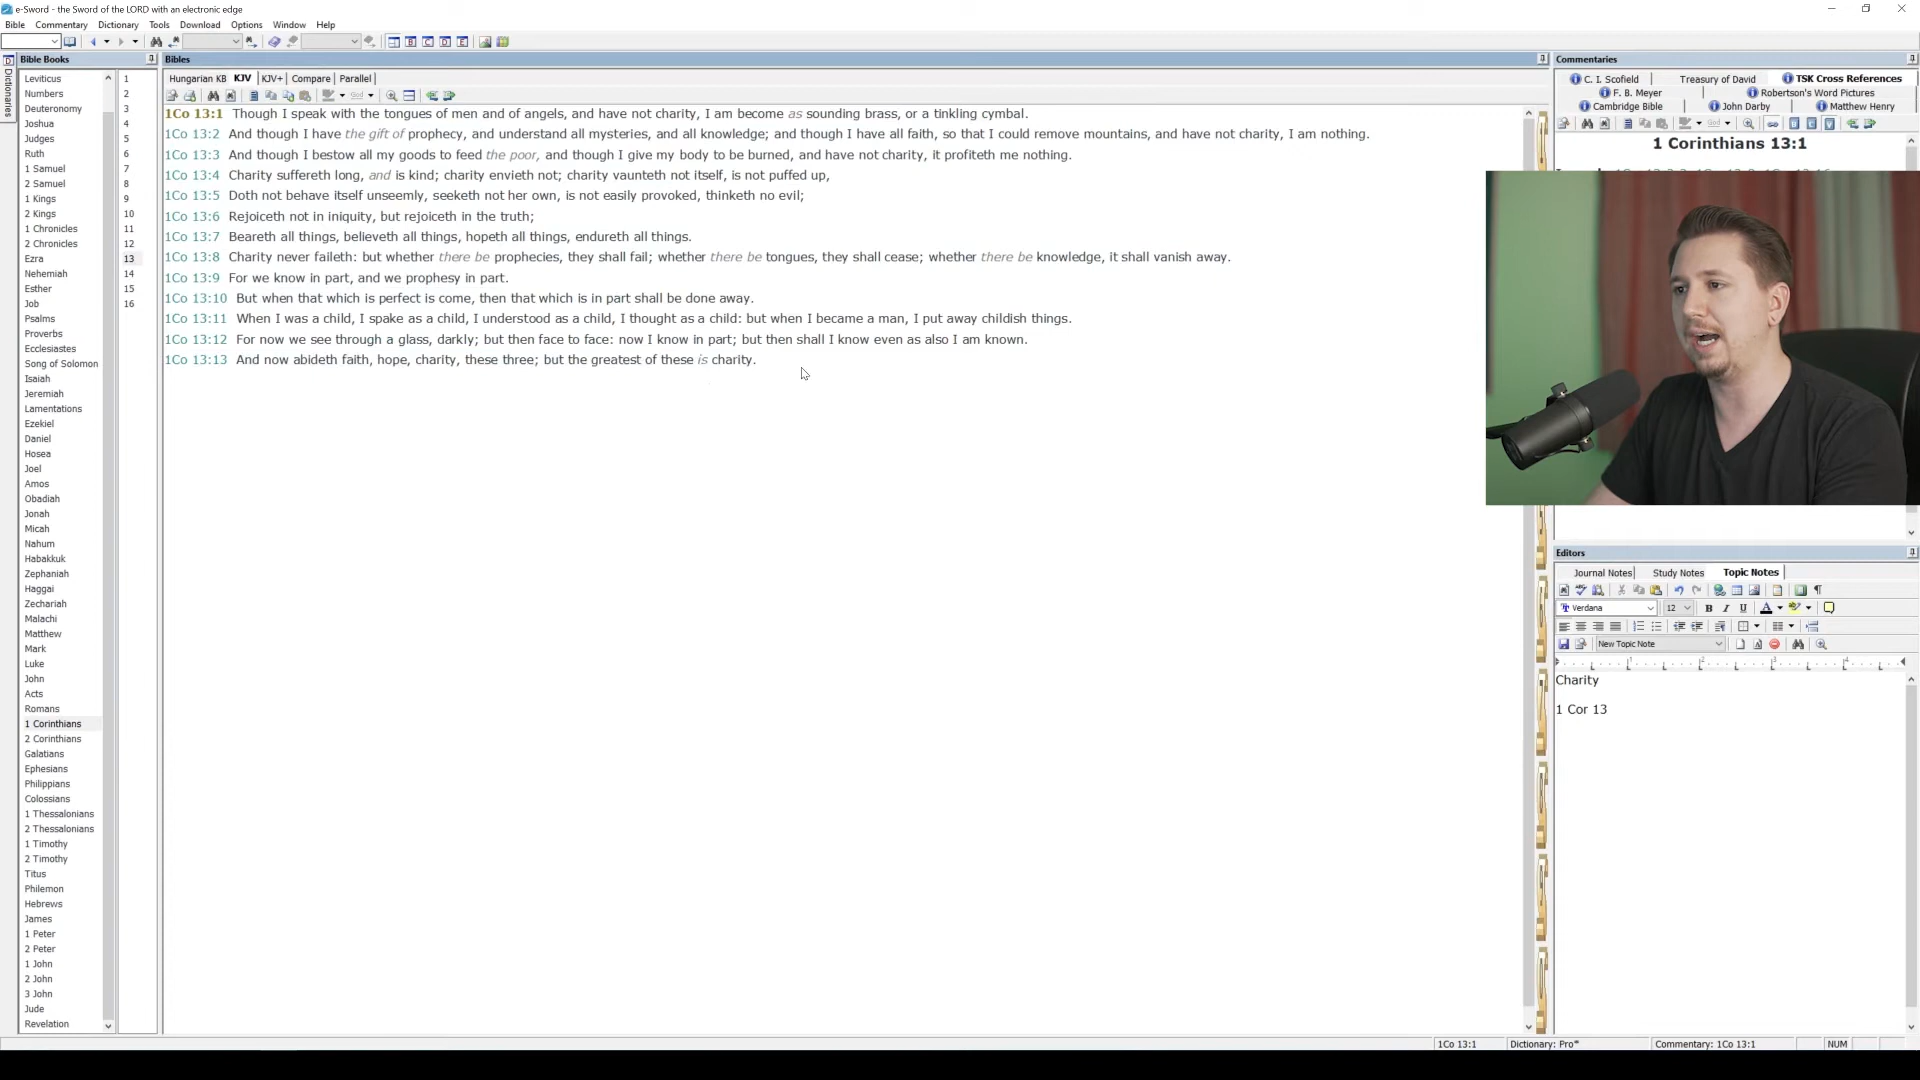 e-Sword - the Sword of the LORD with an electronic edge
Bible Commentary Dictionary Tools Download Options Window Help
Dictionaries
Bible Books
Leviticus
Numbers
Deuteronomy
Joshua
Judges
Ruth
1 Samuel
2 Samuel
1 Kings
2 Kings
1 Chronicles
2 Chronicles
Ezra
Nehemiah
Esther
Job
Psalms
Proverbs
Ecclesiastes
Song of Solomon
Isaiah
Jeremiah
Lamentations
Ezekiel
Daniel
Hosea
Joel
Amos
Obadiah
Jonah
Micah
Nahum
Habakkuk
Zephaniah
Haggai
Zechariah
Malachi
Matthew
Mark
Luke
John
Acts
Romans
1 Corinthians
2 Corinthians
Galatians
Ephesians
Philippians
Colossians
1 Thessalonians
2 Thessalonians
1 Timothy
2 Timothy
Titus
Philemon
Hebrews
James
1 Peter
2 Peter
1 John
2 John
3 John
Jude
Revelation
1
2
3
4
5
6
7
8
9
10
11
12
13
14
15
16
Bibles
Hungarian KB KJV KJV+ Compare Parallel
1Co 13:1 Though I speak with the tongues of men and of angels, and have not charity, I am become as sounding brass, or a tinkling cymbal.
1Co 13:2 And though I have the gift of prophecy, and understand all mysteries, and all knowledge; and though I have all faith, so that I could remove mountains, and have not charity, I am nothing.
1Co 13:3 And though I bestow all my goods to feed the poor, and though I give my body to be burned, and have not charity, it profiteth me nothing.
1Co 13:4 Charity suffereth long, and is kind; charity envieth not; charity vaunteth not itself, is not puffed up,
1Co 13:5 Doth not behave itself unseemly, seeketh not her own, is not easily provoked, thinketh no evil;
1Co 13:6 Rejoiceth not in iniquity, but rejoiceth in the truth;
1Co 13:7 Beareth all things, believeth all things, hopeth all things, endureth all things.
1Co 13:8 Charity never faileth: but whether there be prophecies, they shall fail; whether there be tongues, they shall cease; whether there be knowledge, it shall vanish away.
1Co 13:9 For we know in part, and we prophesy in part.
1Co 13:10 But when that which is perfect is come, then that which is in part shall be done away.
1Co 13:11 When I was a child, I spake as a child, I understood as a child, I thought as a child: but when I became a man, I put away childish things.
1Co 13:12 For now we see through a glass, darkly; but then face to face: now I know in part; but then shall I know even as also I am known.
1Co 13:13 And now abideth faith, hope, charity, these three; but the greatest of these is charity.
Commentaries
C. I. Scofield Treasury of David TSK Cross References
F. B. Meyer Robertson's Word Pictures
Cambridge Bible John Darby Matthew Henry
1 Corinthians 13:1
Editors
Journal Notes Study Notes Topic Notes
Verdana 12 B I U A
New Topic Note
Charity
1 Cor 13
1Co 13:1 Dictionary: Pro* Commentary: 1Co 13:1 NUM